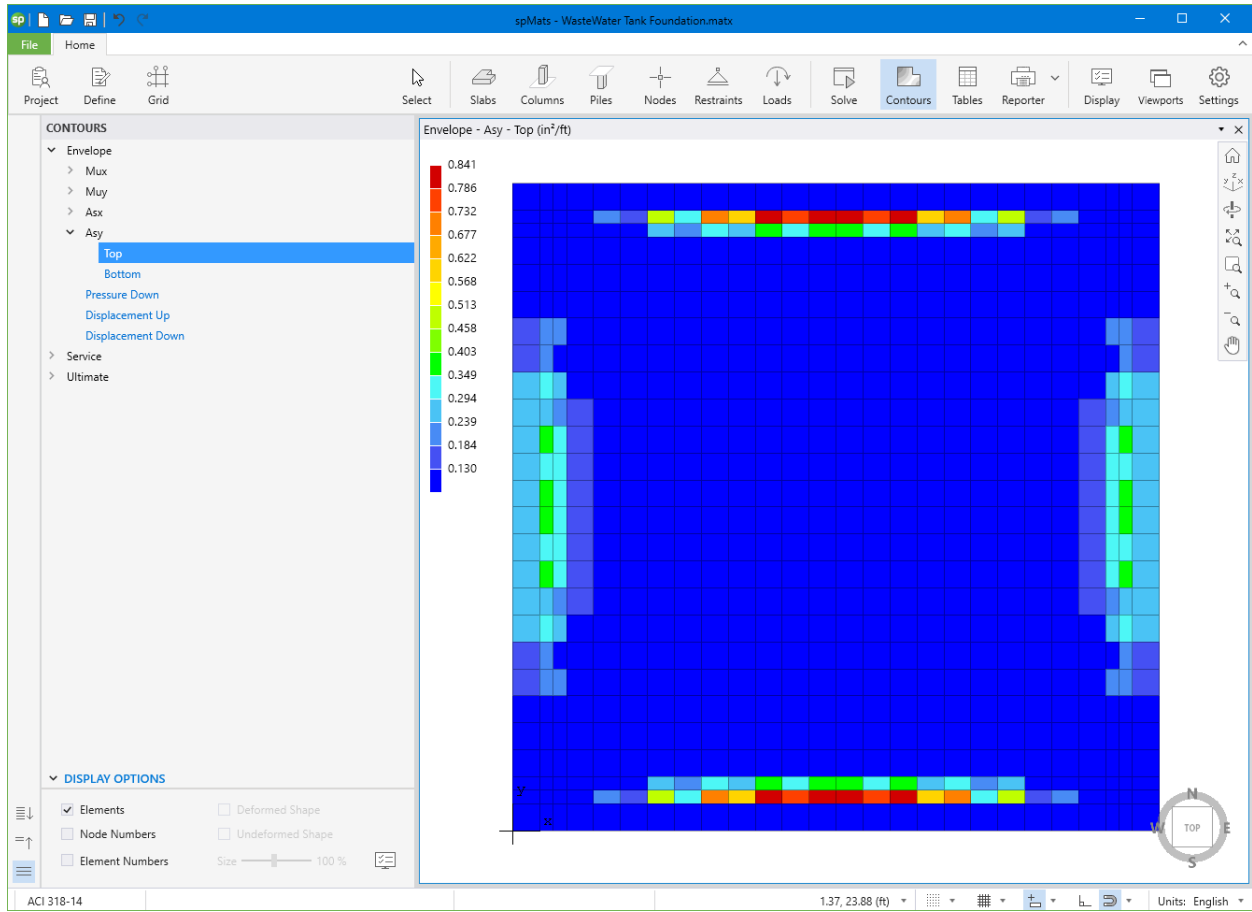 sp spMats - WasteWater Tank Foundation.matx
File Home
Project Define Grid Select Slabs Columns Piles Nodes Restraints Loads Solve Contours Tables Reporter Display Viewports Settings
CONTOURS
Envelope
Mux
Muy
Asx
Asy
Top
Bottom
Pressure Down
Displacement Up
Displacement Down
Service
Ultimate
DISPLAY OPTIONS
Elements Deformed Shape
Node Numbers Undeformed Shape
Element Numbers Size 100 %
Envelope - Asy - Top (in²/ft)
0.841
0.786
0.732
0.677
0.622
0.568
0.513
0.458
0.403
0.349
0.294
0.239
0.184
0.130
Y Z X
Y
X
N
W TOP E
S
ACI 318-14 1.37, 23.88 (ft) Units: English